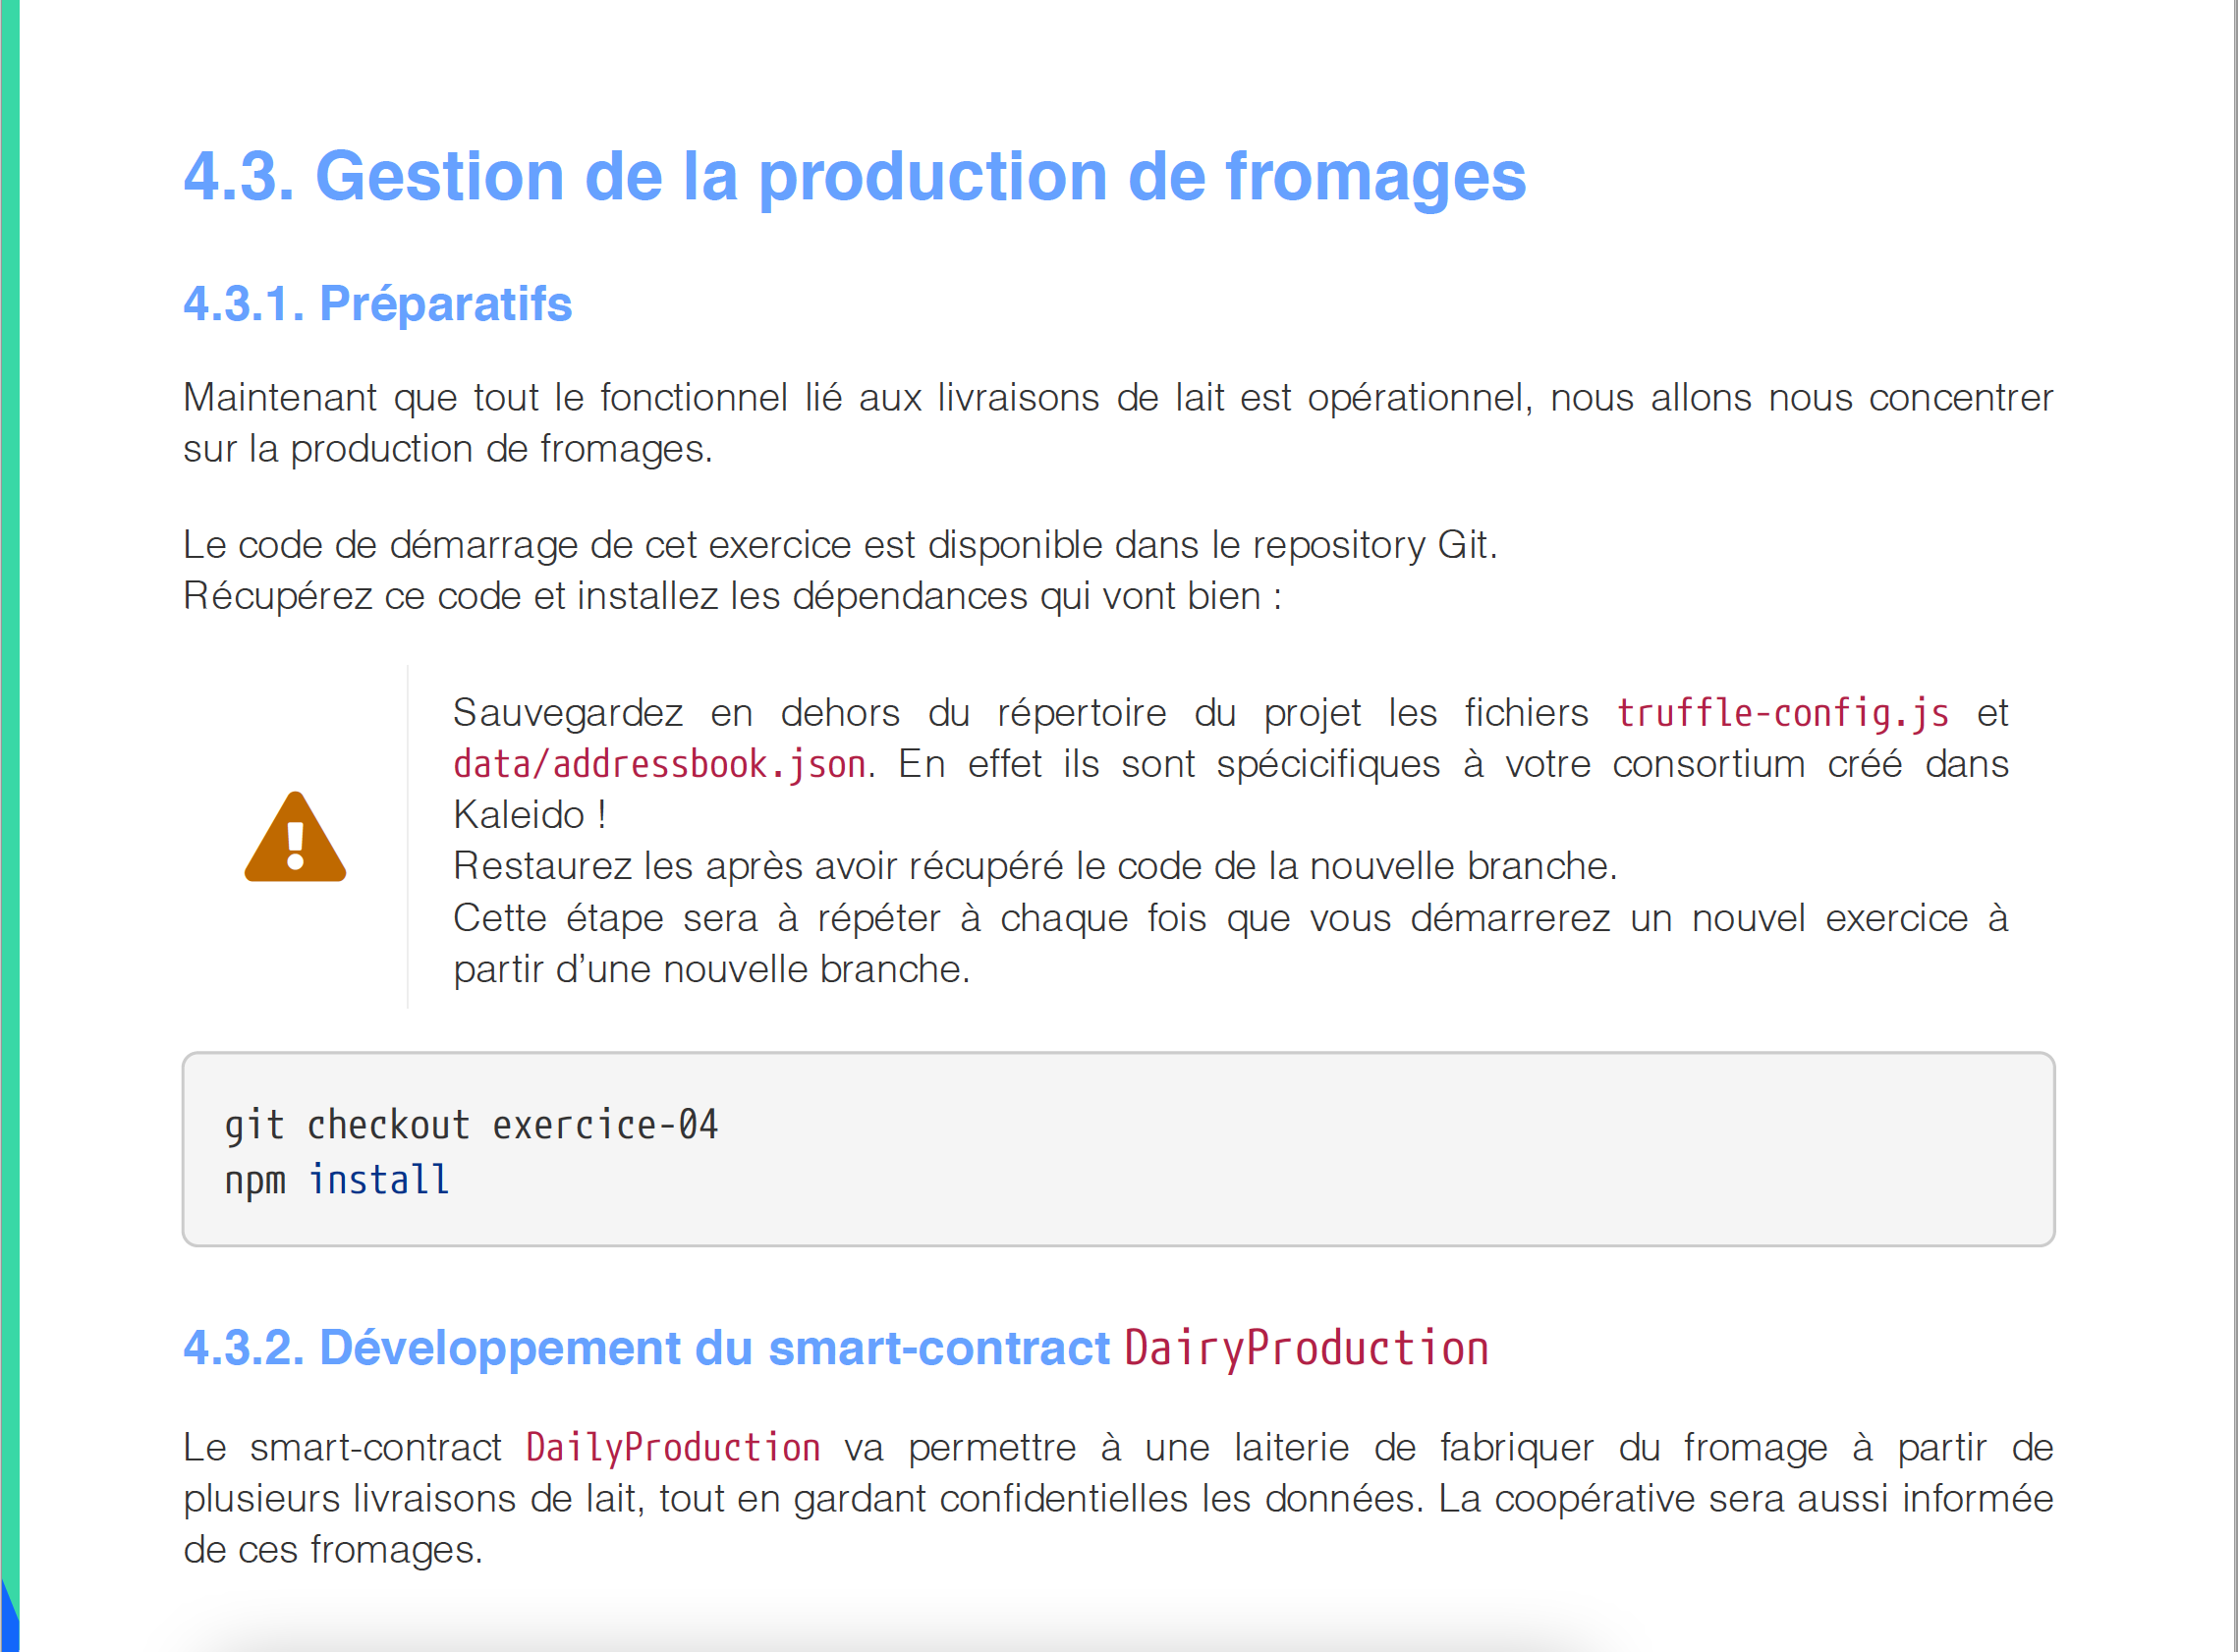 4.3. Gestion de la production de fromages
4.3.1. Préparatifs
Maintenant que tout le fonctionnel lié aux livraisons de lait est opérationnel, nous allons nous concentrer
sur la production de fromages.
Le code de démarrage de cet exercice est disponible dans le repository Git.
Récupérez ce code et installez les dépendances qui vont bien :
Sauvegardez en dehors du répertoire du projet les fichiers truffle-config.js et
data/addressbook.json. En effet ils sont spécicifiques à votre consortium créé dans
Kaleido !
Restaurez les après avoir récupéré le code de la nouvelle branche.
Cette étape sera à répéter à chaque fois que vous démarrerez un nouvel exercice à
partir d’une nouvelle branche.
git checkout exercice-04
npm install
4.3.2. Développement du smart-contract DairyProduction
Le smart-contract DailyProduction va permettre à une laiterie de fabriquer du fromage à partir de
plusieurs livraisons de lait, tout en gardant confidentielles les données. La coopérative sera aussi informée
de ces fromages.